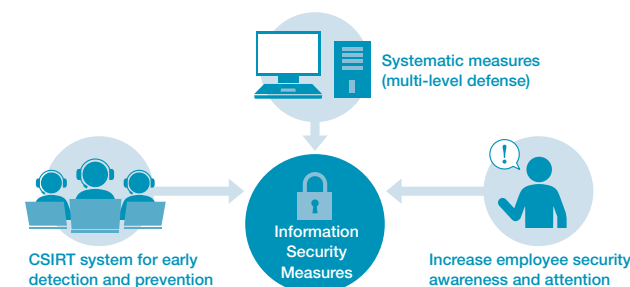 Systematic measures
(multi-level defense)
!
Information
Security
Measures
CSIRT system for early
detection and prevention
Increase employee security
awareness and attention